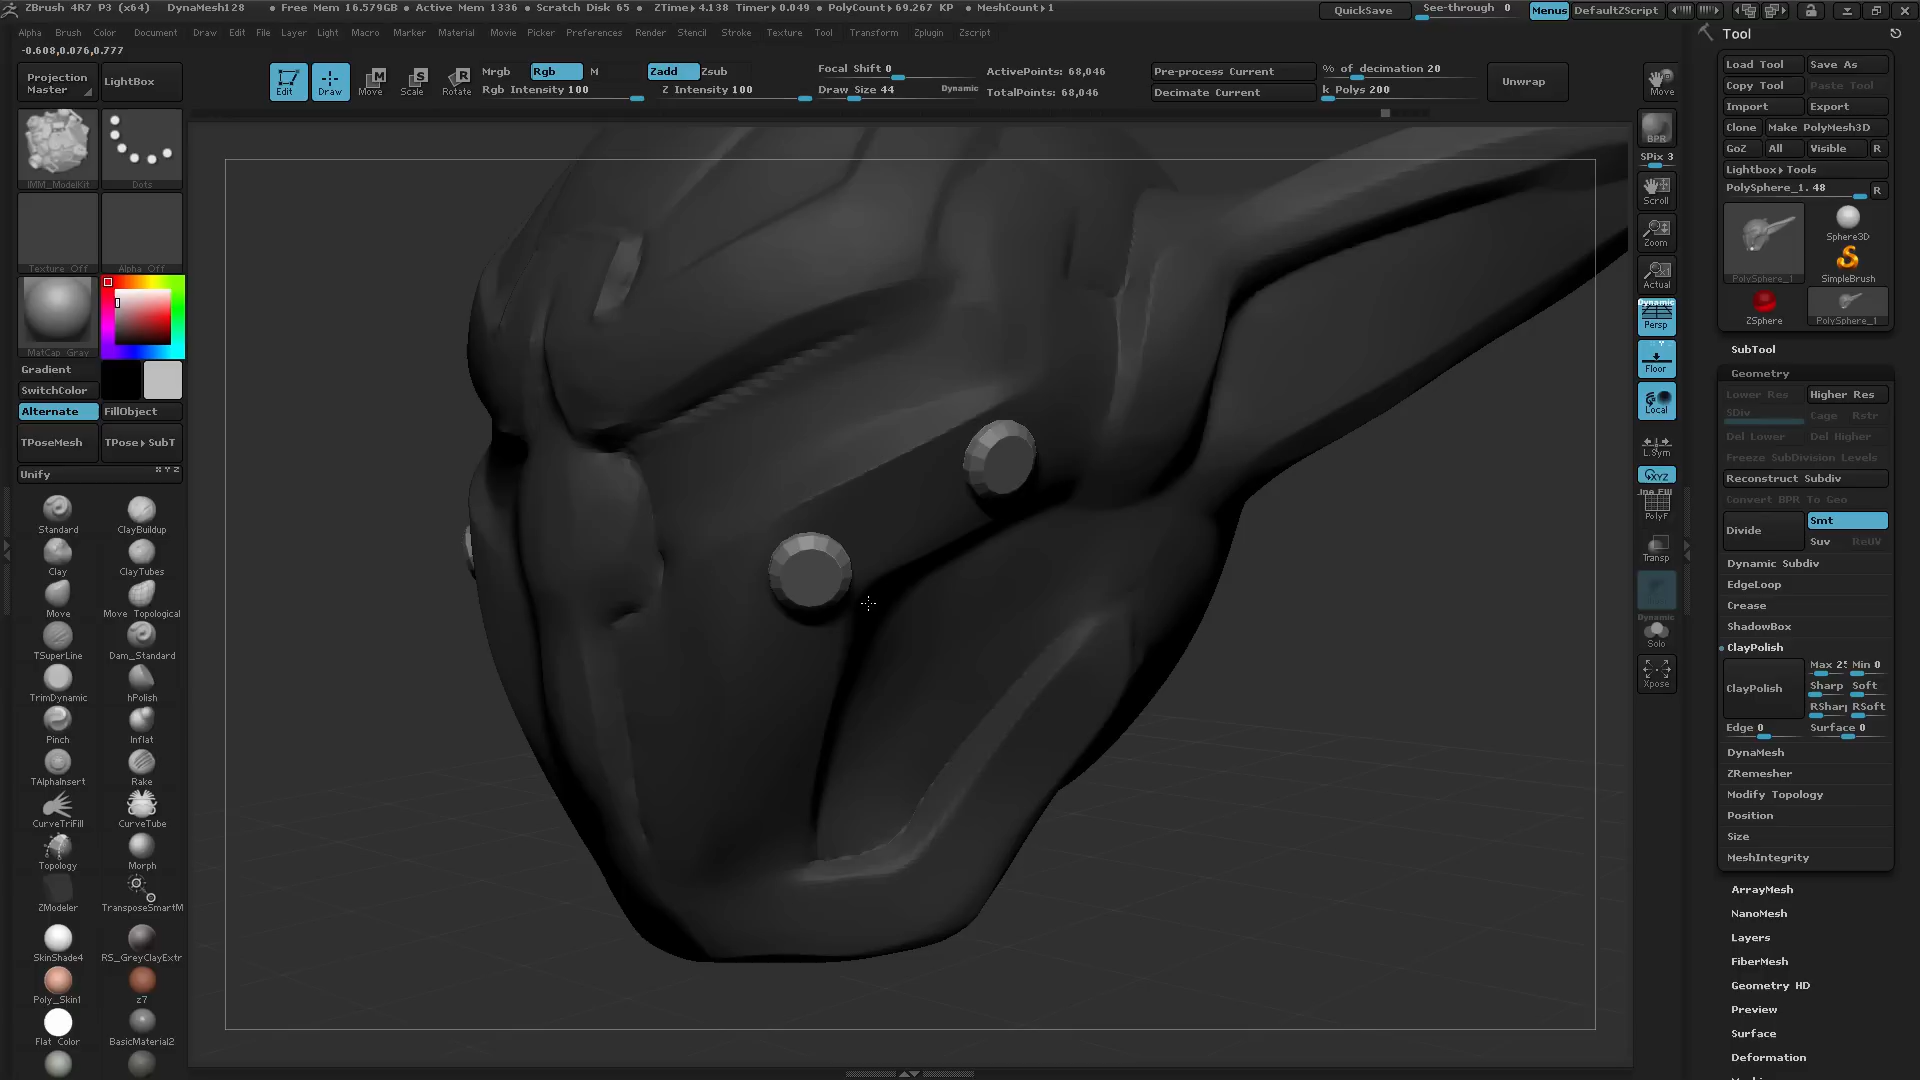 ZBrush 4R7 P3 (x64) DynaMesh128 • Free Mem 16.579GB • Active Mem 1336 • Scratch Disk 65 • ZTime▸4.138 Timer▸0.049 • PolyCount▸69.267 KP • MeshCount▸1
QuickSave See-through 0 Menus DefaultZScript
Alpha Brush Color Document Draw Edit File Layer Light Macro Marker Material Movie Picker Preferences Render Stencil Stroke Texture Tool Transform Zplugin Zscript
-0.608,0.076,0.777
Projection Master
LightBox
Edit Draw Move Scale Rotate
Mrgb Rgb M
Rgb Intensity 100
Zadd Zsub
Z Intensity 100
Focal Shift 0
Draw Size 44 Dynamic
ActivePoints: 68,046
TotalPoints: 68,046
Pre-process Current
Decimate Current
% of decimation 20
k Polys 200
Unwrap
IMM_ModelKit Dots
Texture Off Alpha Off
MatCap Gray
Gradient
SwitchColor
Alternate FillObject
TPoseMesh TPose▸SubT
Unify
Standard ClayBuildup
Clay ClayTubes
Move Move Topological
TSuperLine Dam_Standard
TrimDynamic hPolish
Pinch Inflat
TAlphaInsert Rake
CurveTriFill CurveTube
Topology Morph
ZModeler TransposeSmartM
SkinShade4 RS_GreyClayExtr
Poly_Skin1 z7
Flat Color BasicMaterial2
Move
BPR
SPix 3
Scroll
Zoom
Actual
Dynamic
Persp
Floor
Local
L.Sym
XYZ
Line Fill
PolyF
Transp
Dynamic
Solo
Xpose
Tool
Load Tool Save As
Copy Tool Paste Tool
Import Export
Clone Make PolyMesh3D
GoZ All Visible R
Lightbox▸Tools
PolySphere_1. 48 R
PolySphere_1 Sphere3D
SimpleBrush
ZSphere PolySphere_1
SubTool
Geometry
Lower Res Higher Res
SDiv Cage Rstr
Del Lower Del Higher
Freeze SubDivision Levels
Reconstruct Subdiv
Convert BPR To Geo
Divide Smt
Suv ReUV
Dynamic Subdiv
EdgeLoop
Crease
ShadowBox
ClayPolish
ClayPolish Max 25 Min 0
Sharp Soft
RSharp RSoft
Edge 0 Surface 0
DynaMesh
ZRemesher
Modify Topology
Position
Size
MeshIntegrity
ArrayMesh
NanoMesh
Layers
FiberMesh
Geometry HD
Preview
Surface
Deformation